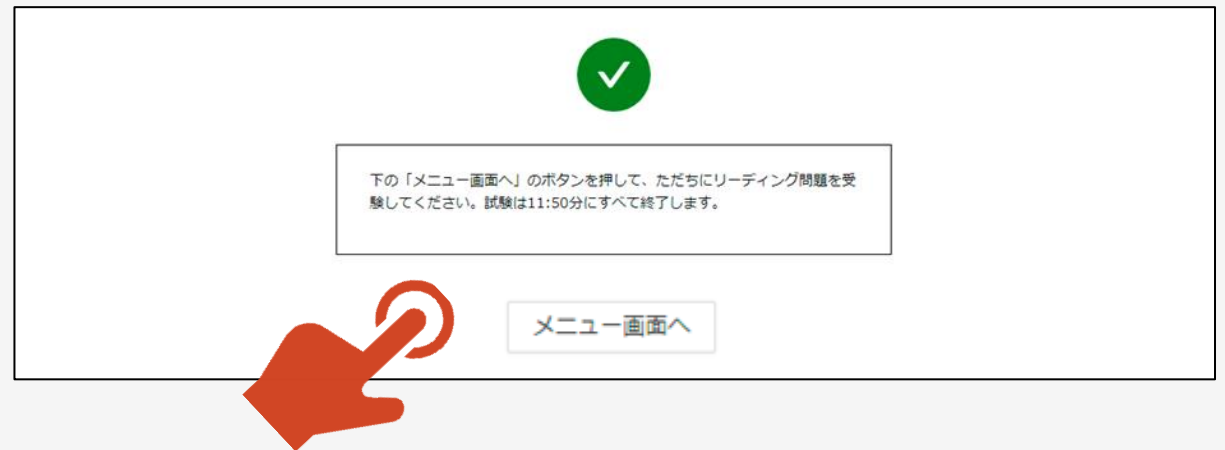 下の「メニュー画面へ」のボタンを押して、ただちにリーディング問題を受
験してください。試験は11:50分にすべて終了します。
メニュー画面へ